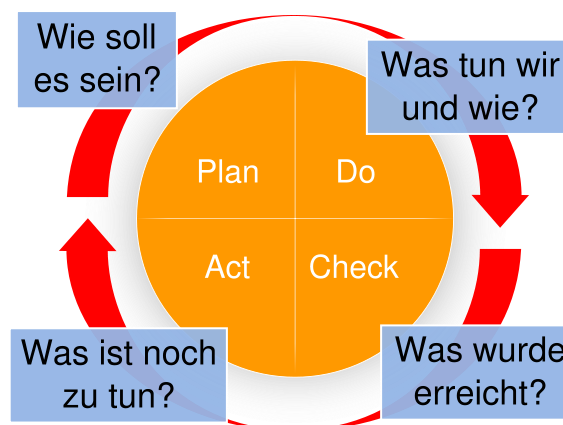 Wie soll
es sein?
Was tun wir
und wie?
Plan
Do
Act
Check
Was ist noch
zu tun?
Was wurde
erreicht?